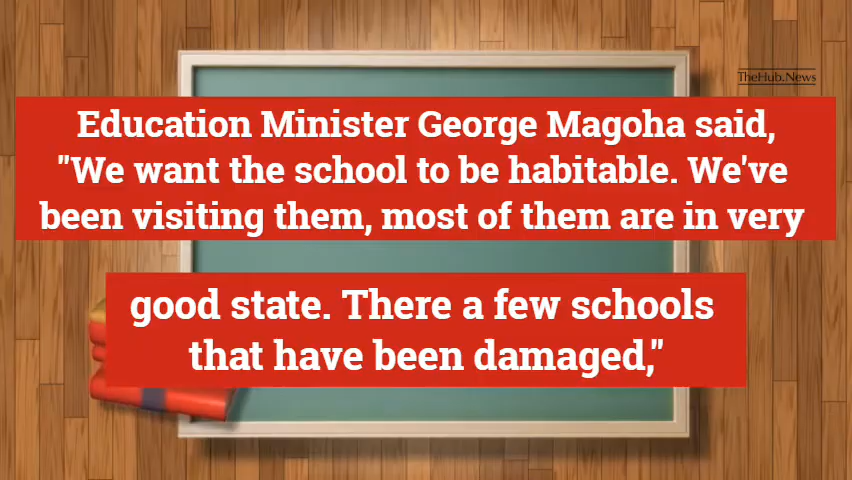 TheHub.News
Education Minister George Magoha said,
"We want the school to be habitable. We've
been visiting them, most of them are in very
good state. There a few schools
that have been damaged,"